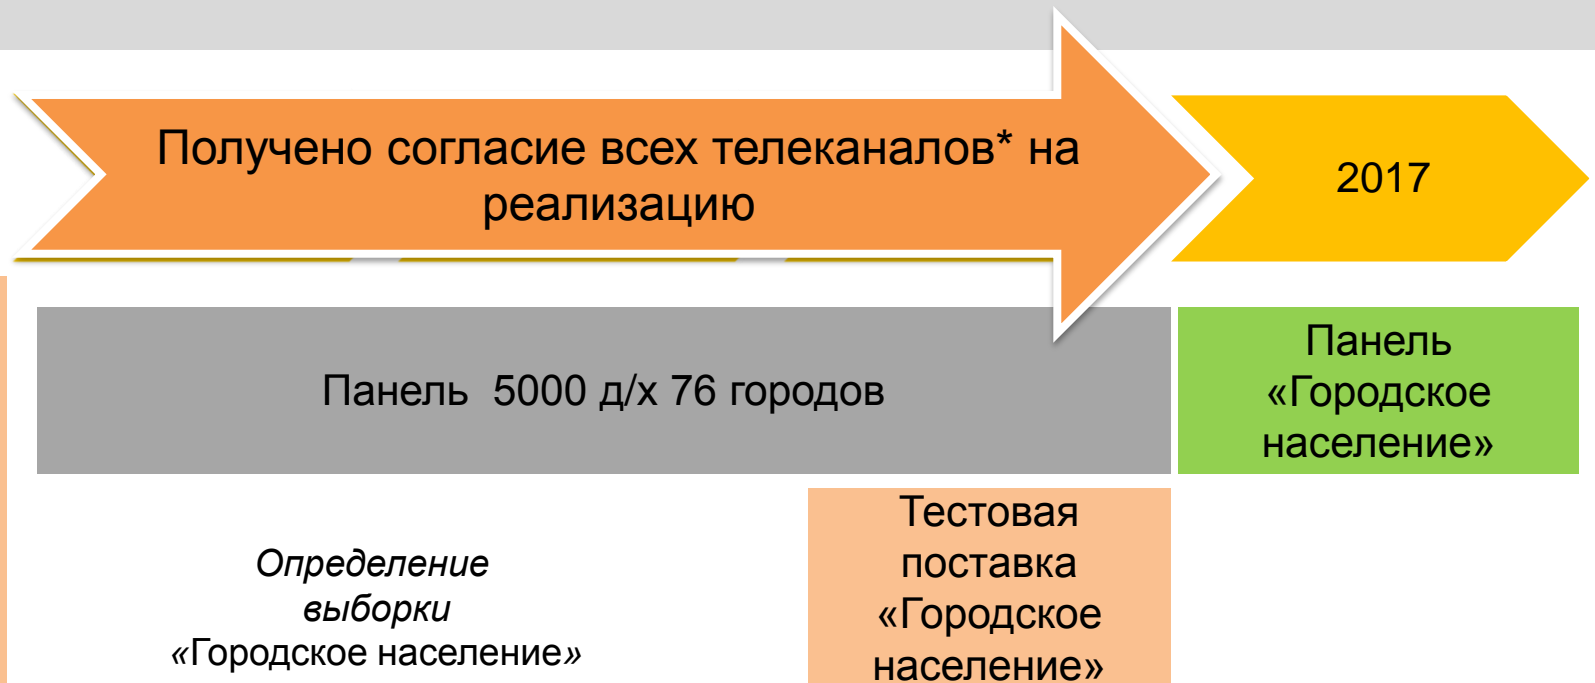 Получено согласие всех телеканалов* на
реализацию
2017
Панель 5000 д/х 76 городов
Панель
«Городское
население»
Определение
выборки
«Городское население»
Тестовая
поставка
«Городское
население»